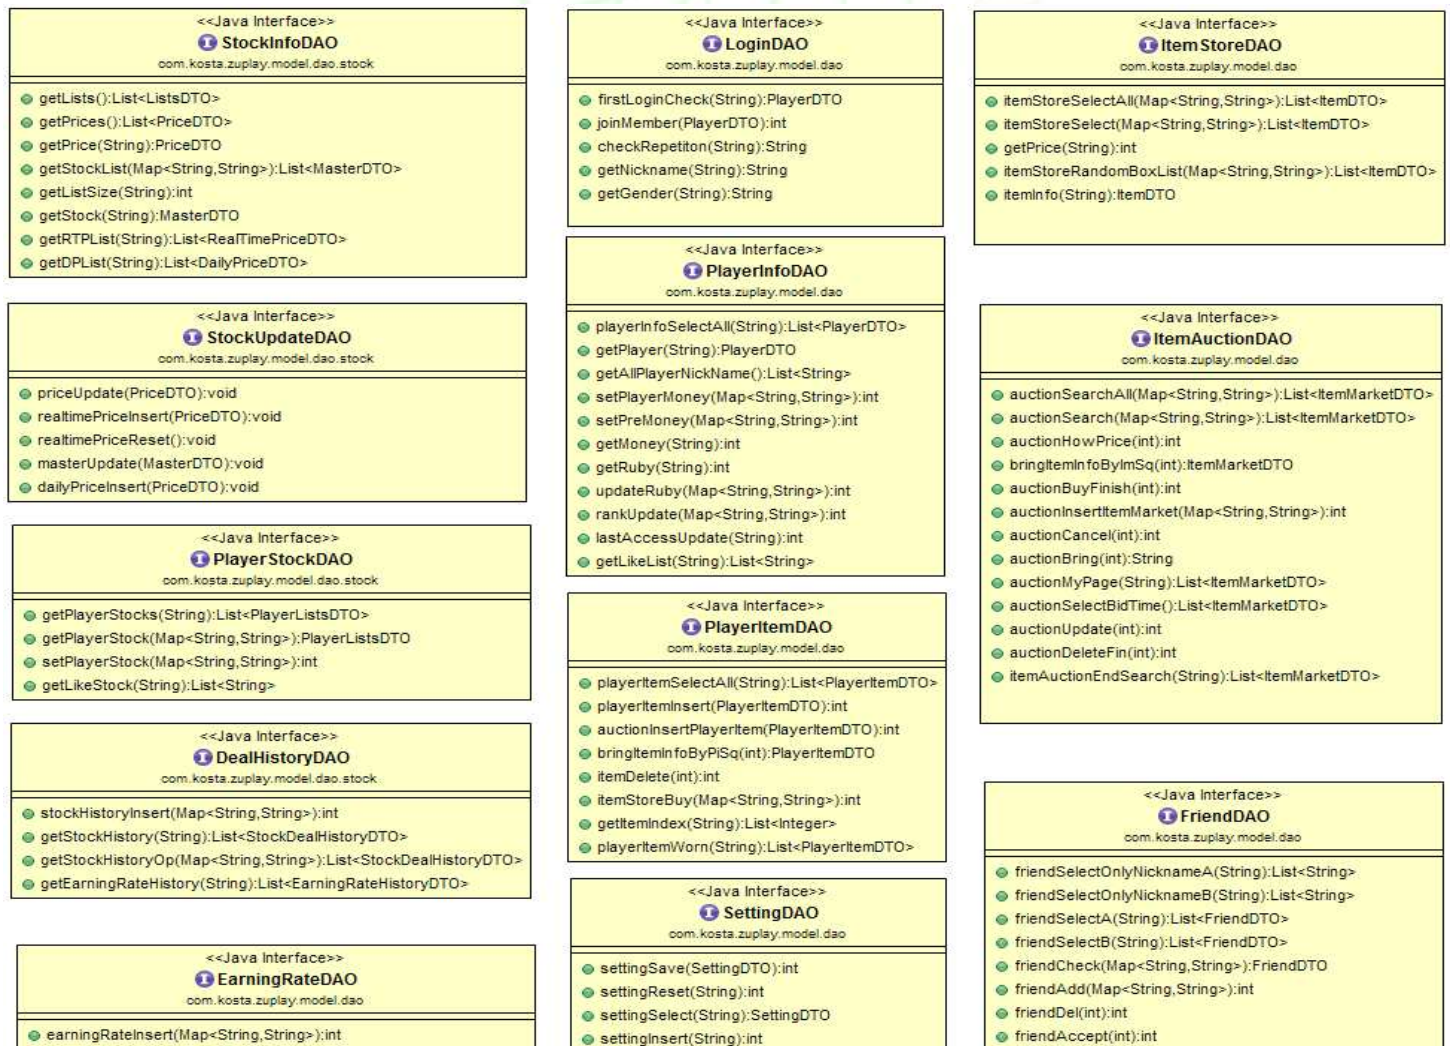 <<Java Interface>>
StockInfoDAO
com.kosta.zuplay.model.dao.stock
getLists():List<ListsDTO>
getPrices():List<PriceDTO>
getPrice(String):PriceDTO
getStockList(Map<String,String>):List<MasterDTO>
getListSize(String):int
getStock(String):MasterDTO
getRTPList(String):List<RealTimePriceDTO>
getDPList(String):List<DailyPriceDTO>
<<Java Interface>>
StockUpdateDAO
com.kosta.zuplay.model.dao.stock
priceUpdate(PriceDTO):void
realtimePriceInsert(PriceDTO):void
realtimePriceReset():void
masterUpdate(MasterDTO):void
dailyPriceInsert(PriceDTO):void
<<Java Interface>>
PlayerStockDAO
com.kosta.zuplay.model.dao.stock
getPlayerStocks(String):List<PlayerListsDTO>
getPlayerStock(Map<String,String>):PlayerListsDTO
setPlayerStock(Map<String,String>):int
getLikeStock(String):List<String>
<<Java Interface>>
DealHistoryDAO
com.kosta.zuplay.model.dao.stock
stockHistoryInsert(Map<String,String>):int
getStockHistory(String):List<StockDealHistoryDTO>
getStockHistoryOp(Map<String,String>):List<StockDealHistoryDTO>
getEarningRateHistory(String):List<EarningRateHistoryDTO>
<<Java Interface>>
EarningRateDAO
com.kosta.zuplay.model.dao
earningRateInsert(Map<String,String>):int
<<Java Interface>>
LoginDAO
com.kosta.zuplay.model.dao
firstLoginCheck(String):PlayerDTO
joinMember(PlayerDTO):int
checkRepetiton(String):String
getNickname(String):String
getGender(String):String
<<Java Interface>>
PlayerInfoDAO
com.kosta.zuplay.model.dao
playerInfoSelectAll(String):List<PlayerDTO>
getPlayer(String):PlayerDTO
getAllPlayerNickName():List<String>
setPlayerMoney(Map<String,String>):int
setPreMoney(Map<String,String>):int
getMoney(String):int
getRuby(String):int
updateRuby(Map<String,String>):int
rankUpdate(Map<String,String>):int
lastAccessUpdate(String):int
getLikeList(String):List<String>
<<Java Interface>>
PlayerItemDAO
com.kosta.zuplay.model.dao
playerItemSelectAll(String):List<PlayerItemDTO>
playerItemInsert(PlayerItemDTO):int
auctionInsertPlayerItem(PlayerItemDTO):int
bringItemInfoByPiSq(int):PlayerItemDTO
itemDelete(int):int
itemStoreBuy(Map<String,String>):int
getItemIndex(String):List<Integer>
playerItemWorn(String):List<PlayerItemDTO>
<<Java Interface>>
SettingDAO
com.kosta.zuplay.model.dao
settingSave(SettingDTO):int
settingReset(String):int
settingSelect(String):SettingDTO
settingInsert(String):int
<<Java Interface>>
ItemStoreDAO
com.kosta.zuplay.model.dao
itemStoreSelectAll(Map<String,String>):List<ItemDTO>
itemStoreSelect(Map<String,String>):List<ItemDTO>
getPrice(String):int
itemStoreRandomBoxList(Map<String,String>):List<ItemDTO>
itemInfo(String):ItemDTO
<<Java Interface>>
ItemAuctionDAO
com.kosta.zuplay.model.dao
auctionSearchAll(Map<String,String>):List<ItemMarketDTO>
auctionSearch(Map<String,String>):List<ItemMarketDTO>
auctionHowPrice(int):int
bringItemInfoByImSq(int):ItemMarketDTO
auctionBuyFinish(int):int
auctionInsertItemMarket(Map<String,String>):int
auctionCancel(int):int
auctionBring(int):String
auctionMyPage(String):List<ItemMarketDTO>
auctionSelectBidTime():List<ItemMarketDTO>
auctionUpdate(int):int
auctionDeleteFin(int):int
itemAuctionEndSearch(String):List<ItemMarketDTO>
<<Java Interface>>
FriendDAO
com.kosta.zuplay.model.dao
friendSelectOnlyNicknameA(String):List<String>
friendSelectOnlyNicknameB(String):List<String>
friendSelectA(String):List<FriendDTO>
friendSelectB(String):List<FriendDTO>
friendCheck(Map<String,String>):FriendDTO
friendAdd(Map<String,String>):int
friendDel(int):int
friendAccept(int):int